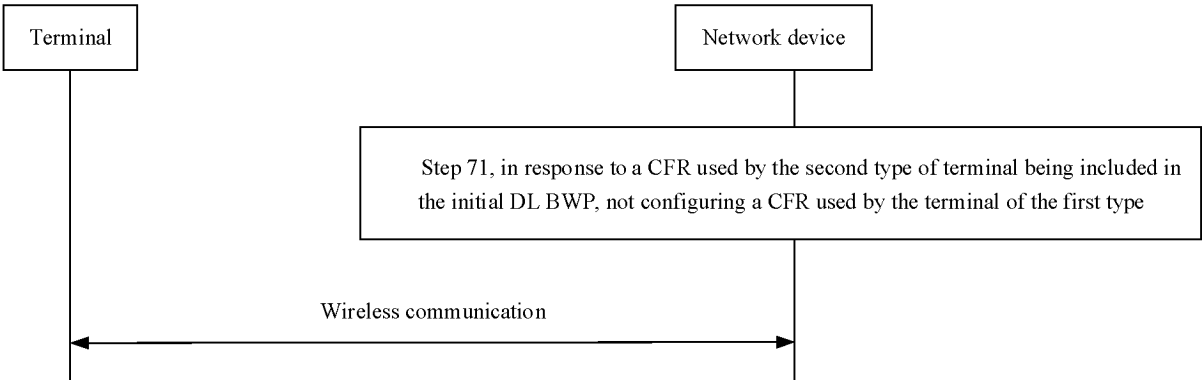 Terminal
Network device
Step 71, in response to a CFR used by the second type of terminal being included in
the initial DL BWP, not configuring a CFR used by the terminal of the first type
Wireless communication